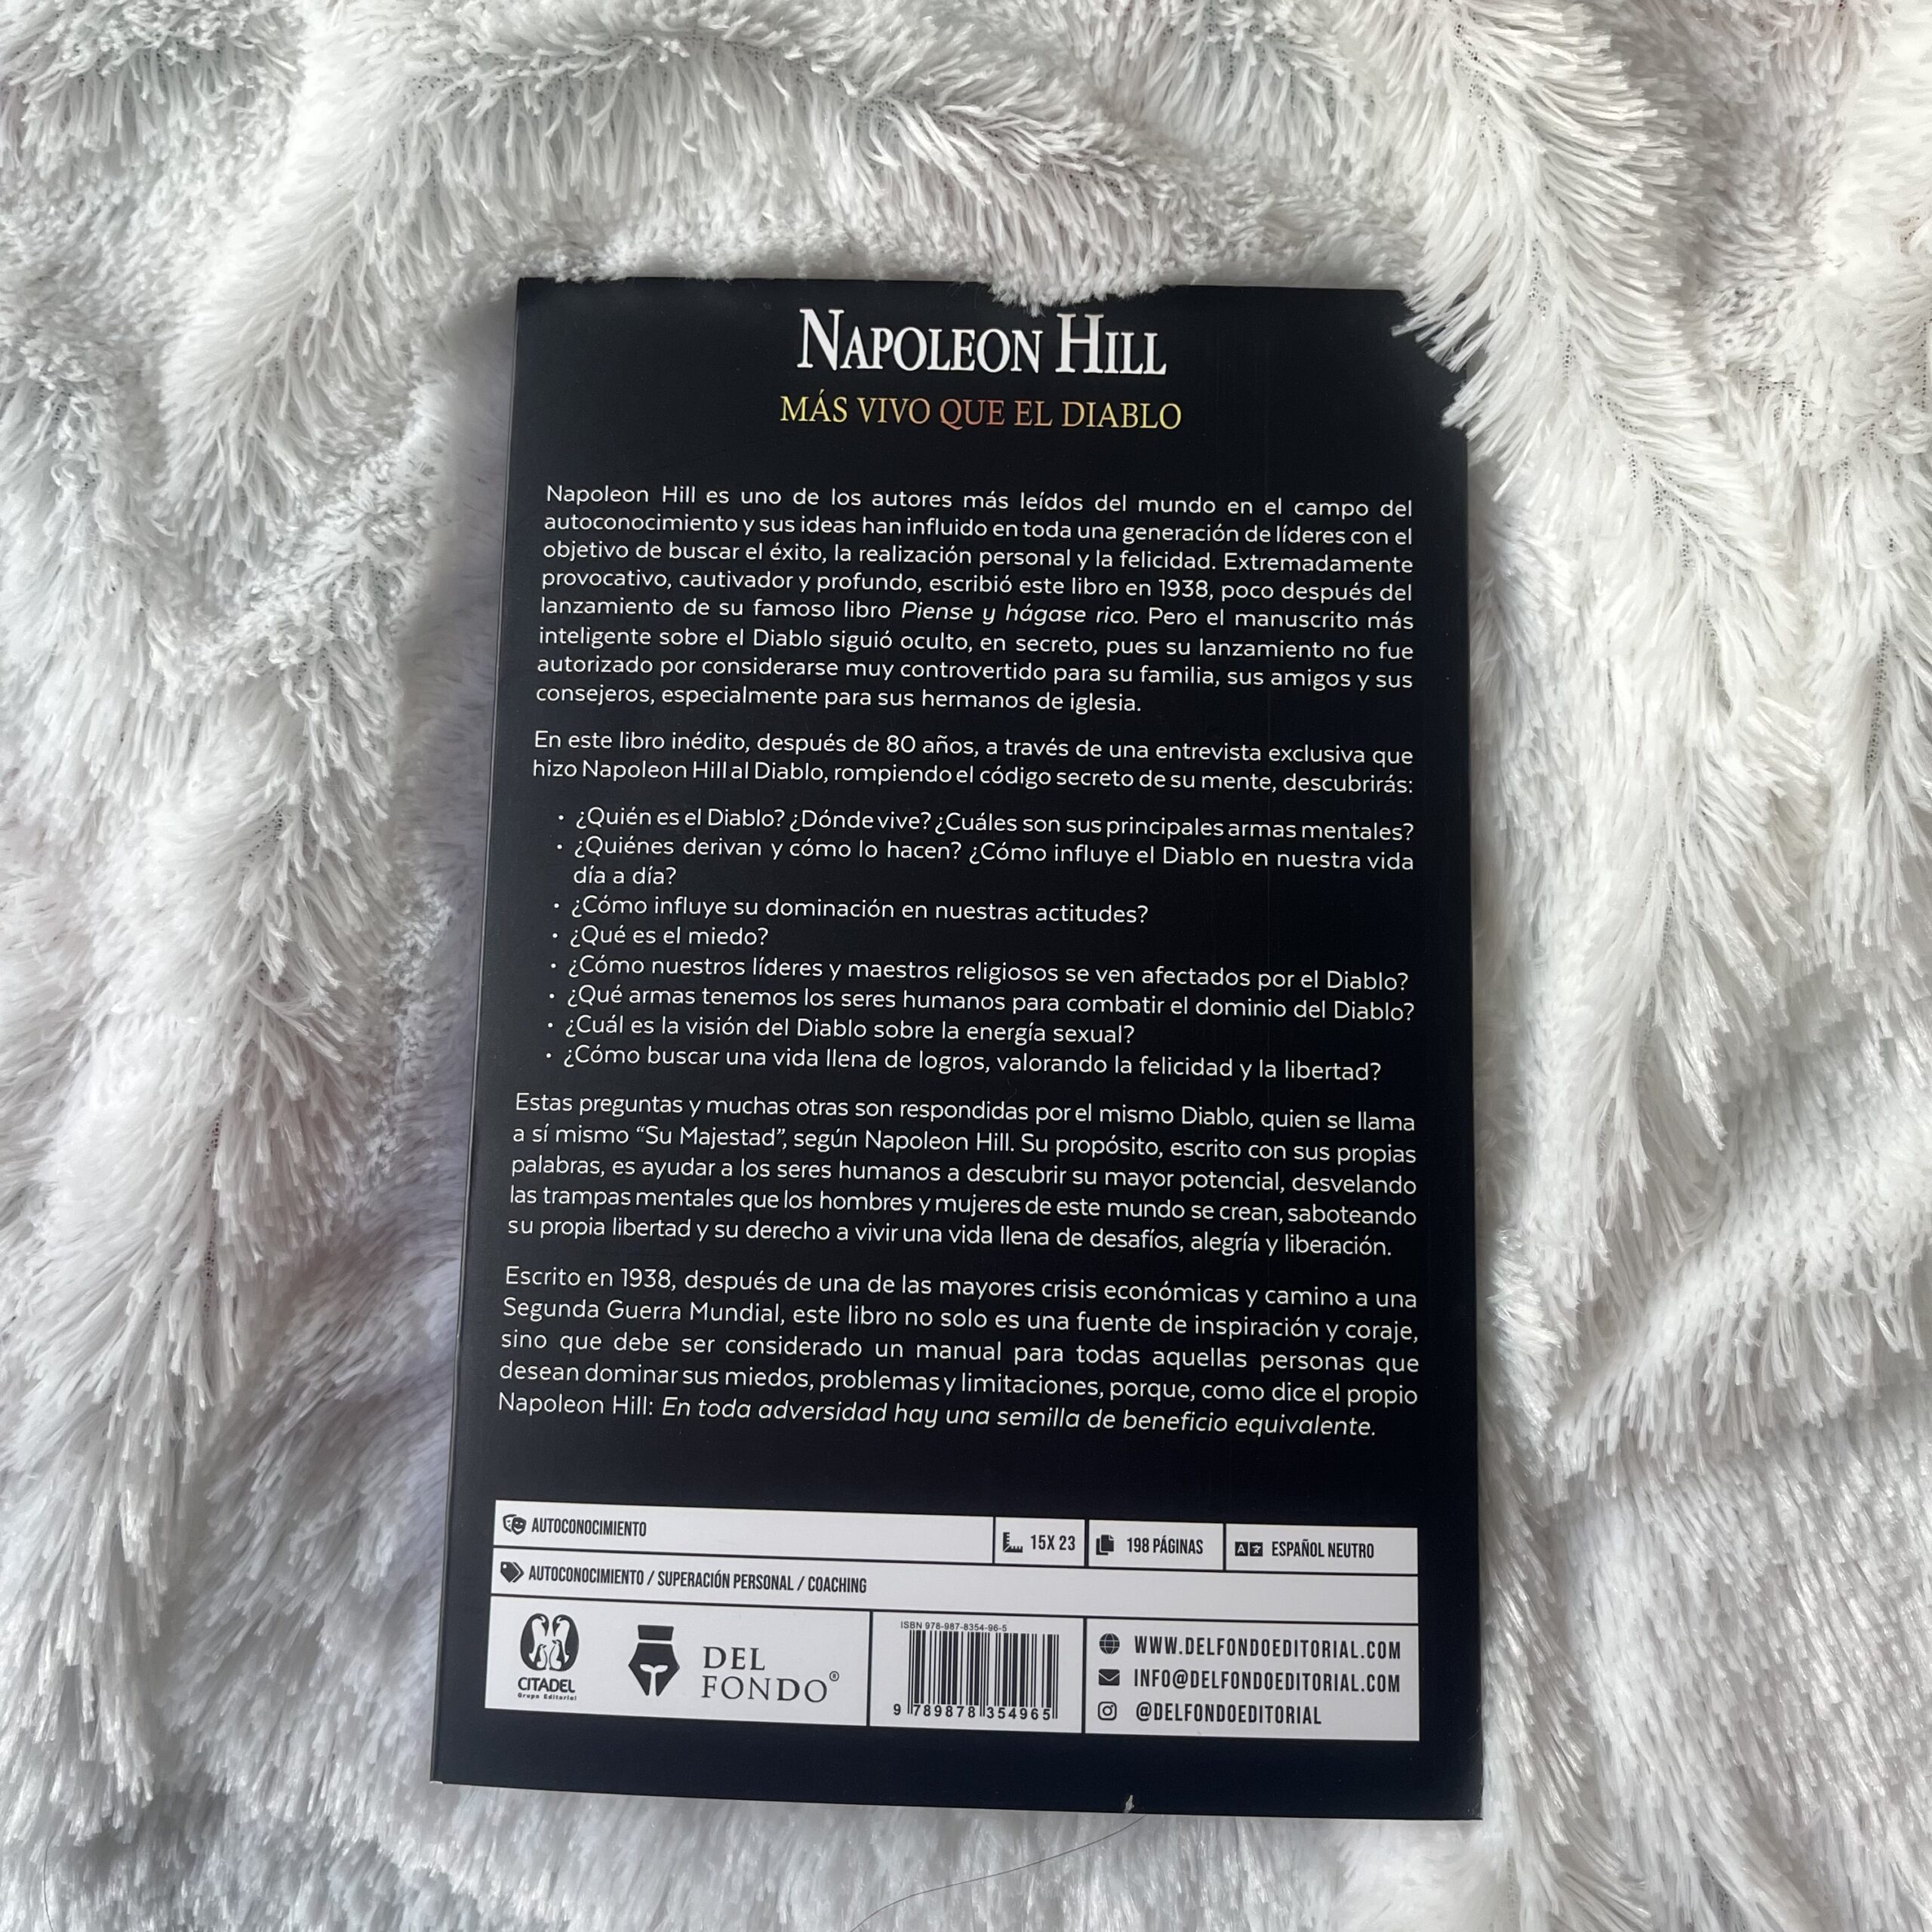 NAPOLEON HILL
MÁS VIVO QUE EL DIABLO
Napoleon Hill es uno de los autores más leídos del mundo en el campo del
autoconocimiento y sus ideas han influido en toda una generación de líderes con el
objetivo de buscar el éxito, la realización personal y la felicidad. Extremadamente
provocativo, cautivador y profundo, escribió este libro en 1938, poco después del
lanzamiento de su famoso libro Piense y hágase rico. Pero el manuscrito más
inteligente sobre el Diablo siguió oculto, en secreto, pues su lanzamiento no fue
autorizado por considerarse muy controvertido para su familia, sus amigos y sus
consejeros, especialmente para sus hermanos de iglesia.
En este libro inédito, después de 80 años, a través de una entrevista exclusiva que
hizo Napoleon Hill al Diablo, rompiendo el código secreto de su mente, descubrirás:
• ¿Quién es el Diablo? ¿Dónde vive? ¿Cuáles son sus principales armas mentales?
• ¿Quiénes derivan y cómo lo hacen? ¿Cómo influye el Diablo en nuestra vida
día a día?
• ¿Cómo influye su dominación en nuestras actitudes?
• ¿Qué es el miedo?
• ¿Cómo nuestros líderes y maestros religiosos se ven afectados por el Diablo?
• ¿Qué armas tenemos los seres humanos para combatir el dominio del Diablo?
• ¿Cuál es la visión del Diablo sobre la energía sexual?
• ¿Cómo buscar una vida llena de logros, valorando la felicidad y la libertad?
Estas preguntas y muchas otras son respondidas por el mismo Diablo, quien se llama
a sí mismo “Su Majestad”, según Napoleon Hill. Su propósito, escrito con sus propias
palabras, es ayudar a los seres humanos a descubrir su mayor potencial, desvelando
las trampas mentales que los hombres y mujeres de este mundo se crean, saboteando
su propia libertad y su derecho a vivir una vida llena de desafíos, alegría y liberación.
Escrito en 1938, después de una de las mayores crisis económicas y camino a una
Segunda Guerra Mundial, este libro no solo es una fuente de inspiración y coraje,
sino que debe ser considerado un manual para todas aquellas personas que
desean dominar sus miedos, problemas y limitaciones, porque, como dice el propio
Napoleon Hill: En toda adversidad hay una semilla de beneficio equivalente.
AUTOCONOCIMIENTO
15X 23
198 PÁGINAS
ESPAÑOL NEUTRO
AUTOCONOCIMIENTO / SUPERACIÓN PERSONAL / COACHING
CITADEL
Grupo Editorial
DEL
FONDO®
ISBN 978-987-8354-96-5
9 789878 354965
WWW.DELFONDOEDITORIAL.COM
INFO@DELFONDOEDITORIAL.COM
@DELFONDOEDITORIAL